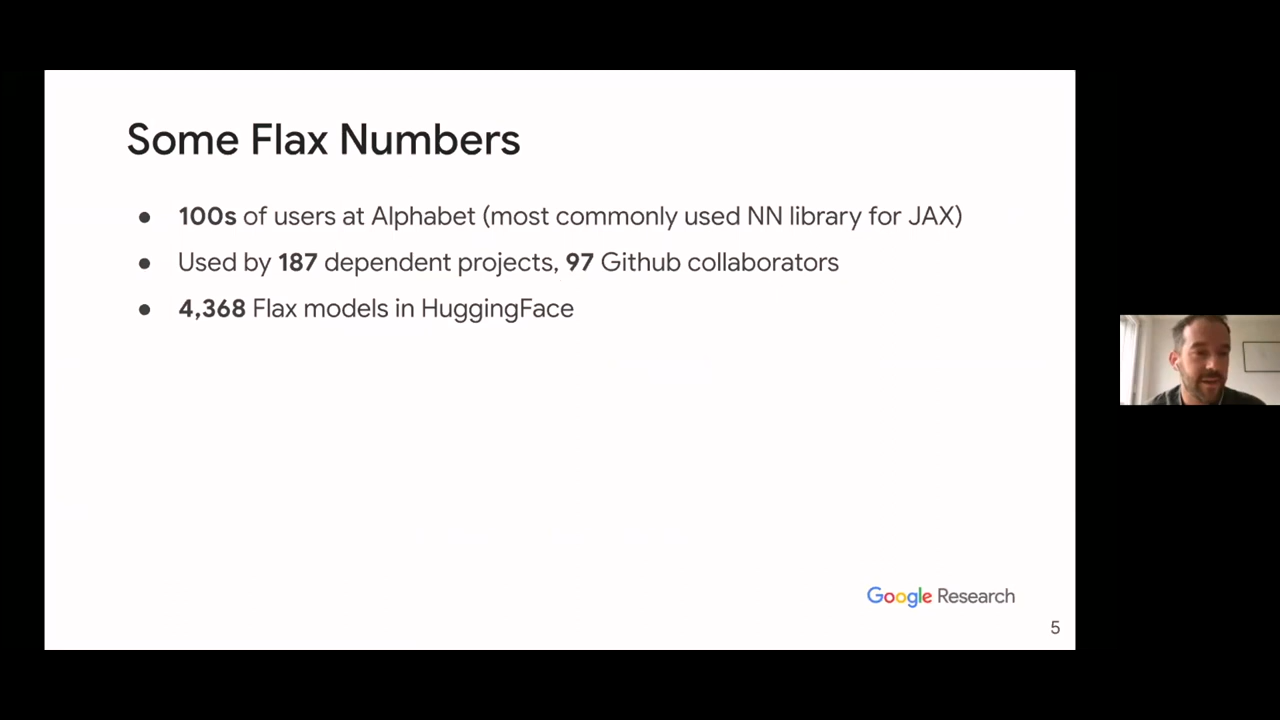 Some Flax Numbers
● 100s of users at Alphabet (most commonly used NN library for JAX)
● Used by 187 dependent projects, 97 Github collaborators
● 4,368 Flax models in HuggingFace
Google Research
5